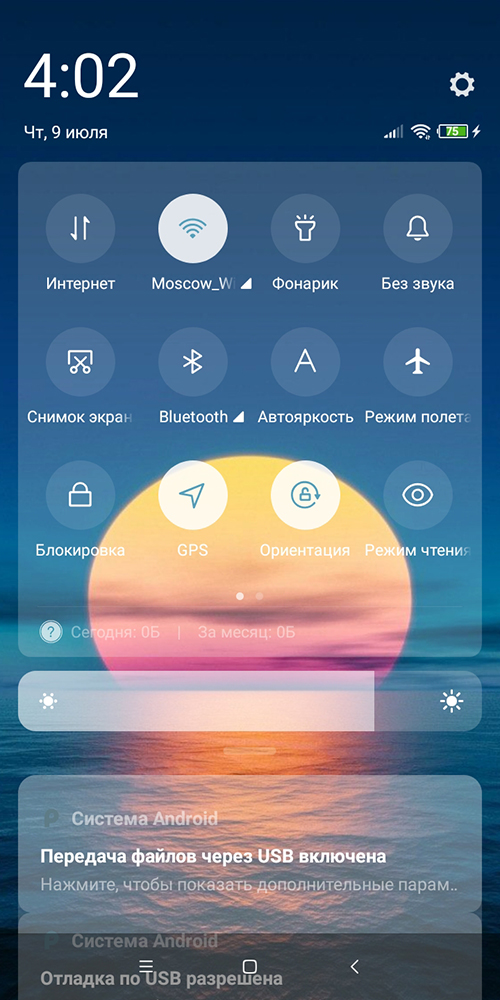 4:02
Чт, 9 июля
75
Интернет
Moscow_W
Фонарик
Без звука
Снимок экран
Bluetooth
Автояркость
Режим полета
Блокировка
GPS
Ориентация
Режим чтения
Сегодня: 0Б | За месяц: 0Б
Система Android
Передача файлов через USB включена
Нажмите, чтобы показать дополнительные парам..
Система Android
Отладка по USB разрешена